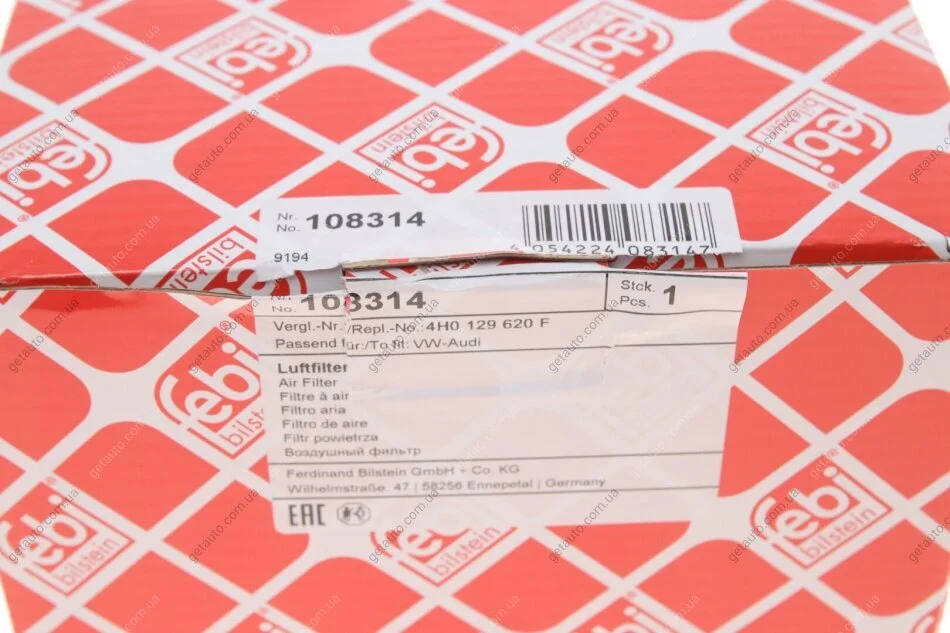 febi
bilstein
Nr.
No. 108314
9194
4 054224 083147
No. 108314
Stck.
Pcs. 1
Vergl.-Nr./Repl.-No.: 4H0 129 620 F
Passend für:/To fit: VW-Audi
Luftfilter
Air Filter
Filtre à air
Filtro aria
Filtro de aire
Filtr powietrza
Воздушный фильтр
Ferdinand Bilstein GmbH + Co. KG
Wilhelmstraße 47 | 58256 Ennepetal | Germany
EAC
getauto.com.ua